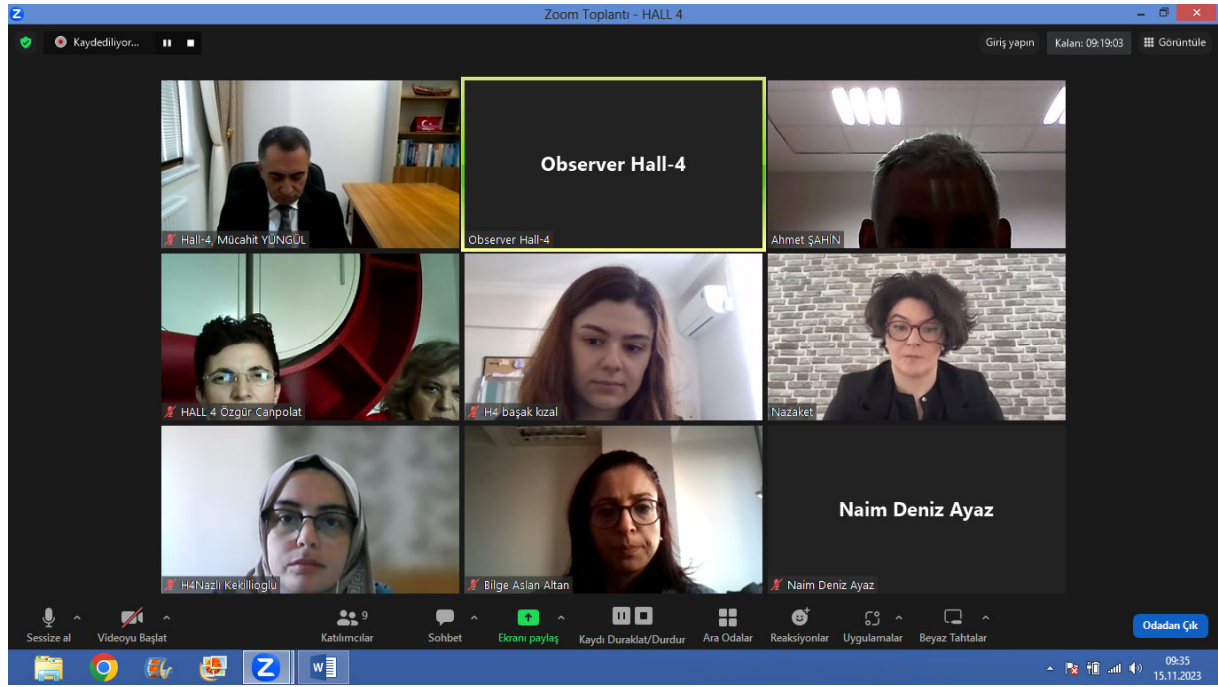 Zoom Toplantı - HALL 4
Kaydediliyor...
Giriş yapın
Kalan: 09:19:03
Görüntüle
Hall-4, Mücahit YÜNGÜL
Observer Hall-4
Observer Hall-4
Ahmet ŞAHİN
HALL 4 Özgür Canpolat
H4 başak kızal
Nazaket
H4Nazlı Kekillioglu
Bilge Aslan Altan
Naim Deniz Ayaz
Naim Deniz Ayaz
Sessize al
Videoyu Başlat
9
Katılımcılar
Sohbet
Ekranı paylaş
Kaydı Duraklat/Durdur
Ara Odalar
Reaksiyonlar
Uygulamalar
Beyaz Tahtalar
Odadan Çık
09:35
15.11.2023